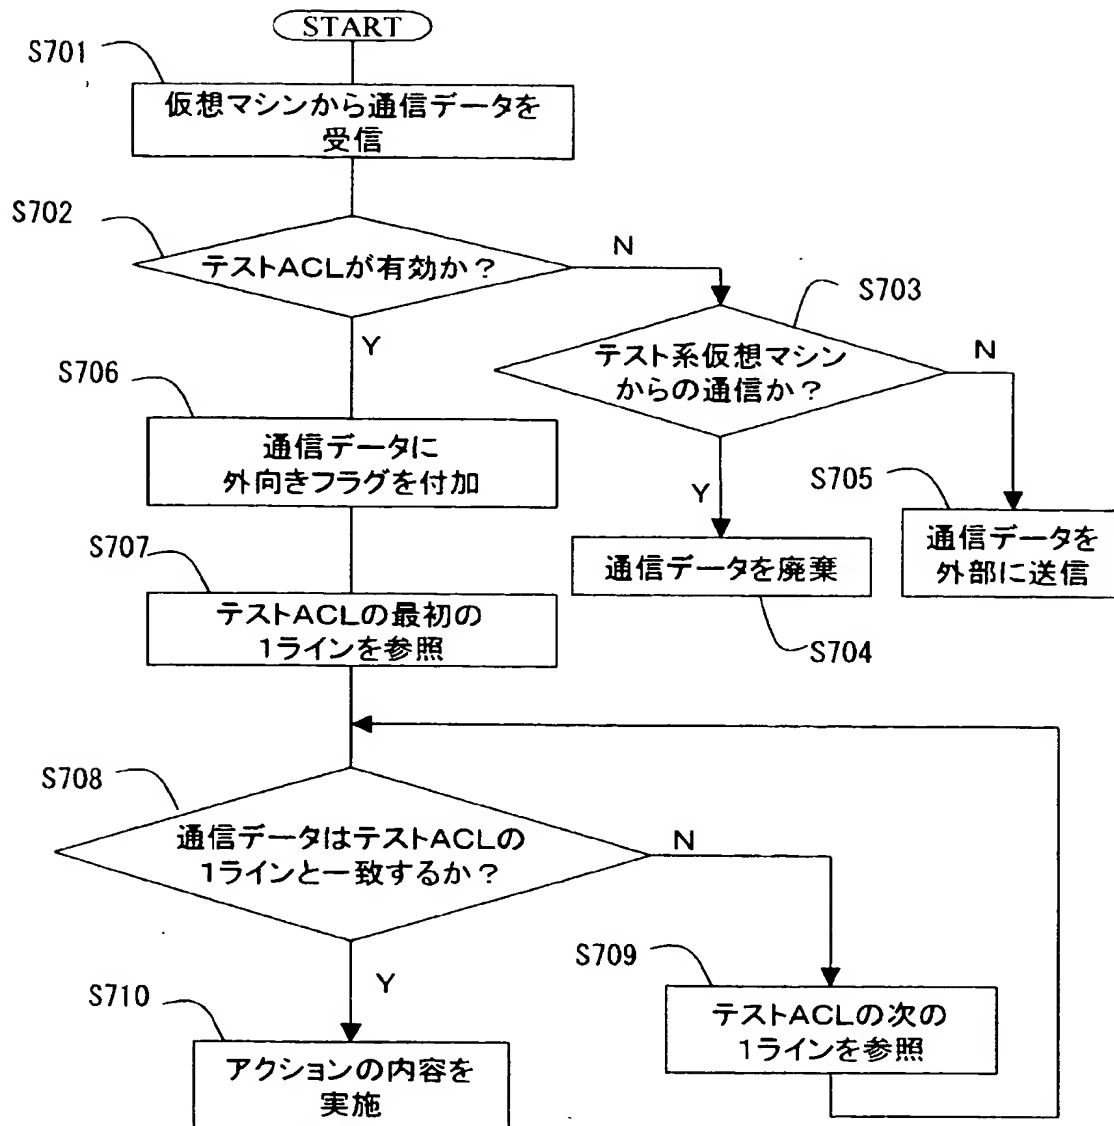 START
S701
仮想マシンから通信データを
受信
S702
テストACLが有効か?
N
Y
S703
テスト系仮想マシン
からの通信か?
N
Y
S706
通信データに
外向きフラグを付加
S705
通信データを
外部に送信
通信データを廃棄
S704
S707
テストACLの最初の
1ラインを参照
S708
通信データはテストACLの
1ラインと一致するか?
N
Y
S709
テストACLの次の
1ラインを参照
S710
アクションの内容を
実施